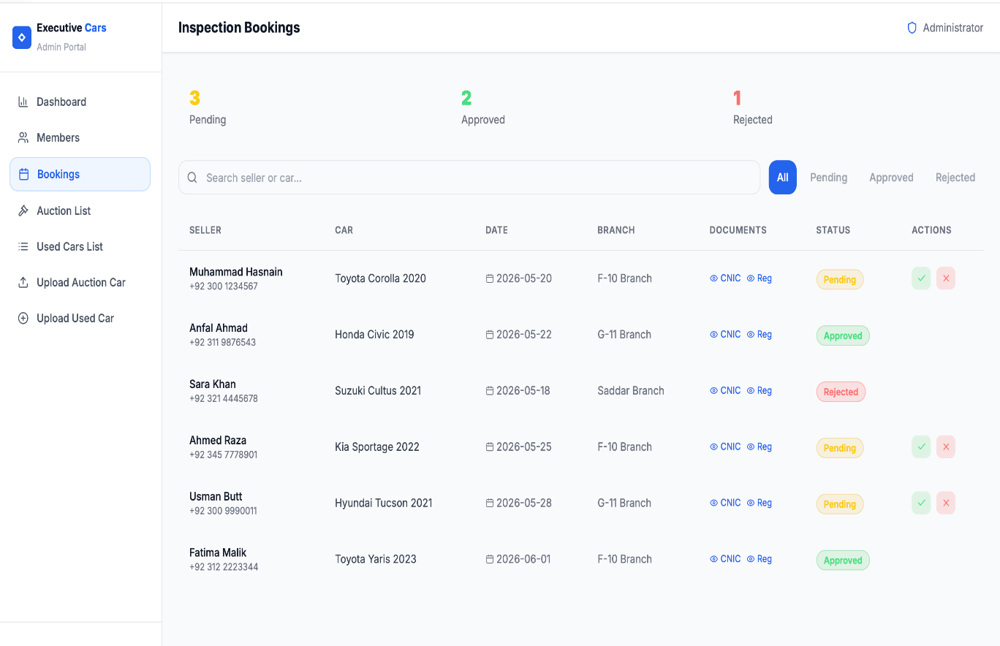 Executive Cars
Admin Portal
Inspection Bookings
Administrator
Dashboard
Members
Bookings
Auction List
Used Cars List
Upload Auction Car
Upload Used Car
3
Pending
2
Approved
1
Rejected
Search seller or car...
All Pending Approved Rejected
SELLER CAR DATE BRANCH DOCUMENTS STATUS ACTIONS
Muhammad Hasnain
+92 300 1234567
Toyota Corolla 2020 2026-05-20 F-10 Branch CNIC Reg Pending
Anfal Ahmad
+92 311 9876543
Honda Civic 2019 2026-05-22 G-11 Branch CNIC Reg Approved
Sara Khan
+92 321 4445678
Suzuki Cultus 2021 2026-05-18 Saddar Branch CNIC Reg Rejected
Ahmed Raza
+92 345 7778901
Kia Sportage 2022 2026-05-25 F-10 Branch CNIC Reg Pending
Usman Butt
+92 300 9990011
Hyundai Tucson 2021 2026-05-28 G-11 Branch CNIC Reg Pending
Fatima Malik
+92 312 2223344
Toyota Yaris 2023 2026-06-01 F-10 Branch CNIC Reg Approved